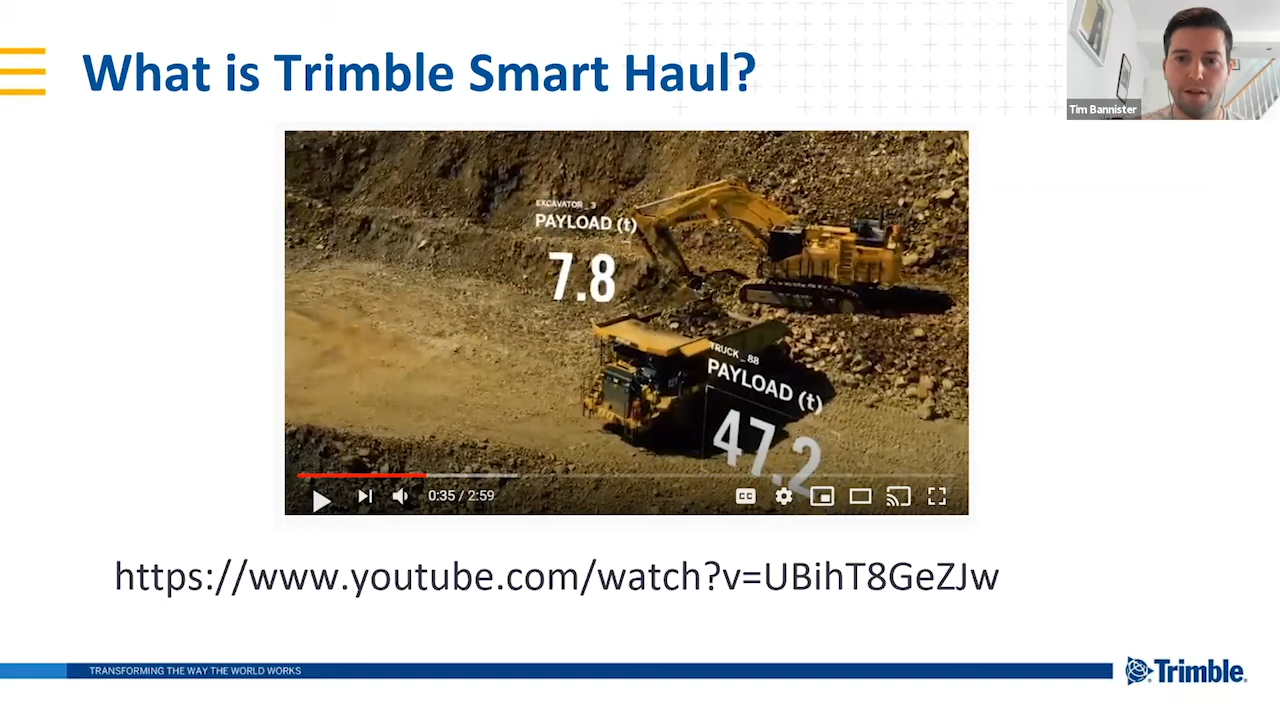 What is Trimble Smart Haul?
Tim Bannister
EXCAVATOR_3
PAYLOAD (t)
7.8
TRUCK_88
PAYLOAD (t)
47.2
0:35 / 2:59
CC
https://www.youtube.com/watch?v=UBihT8GeZJw
TRANSFORMING THE WAY THE WORLD WORKS
Trimble